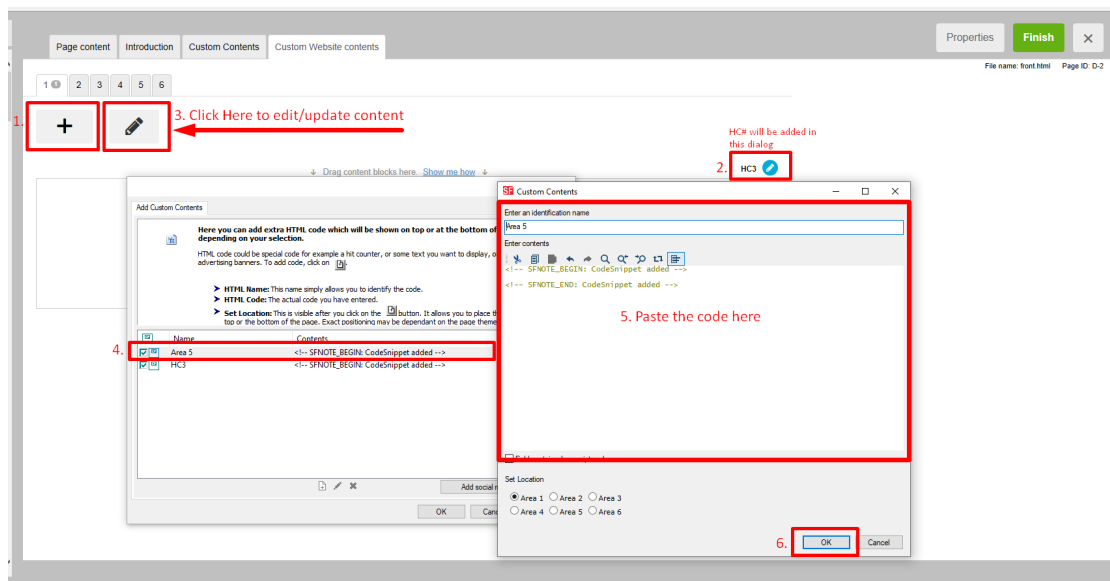 Properties
Finish
Page content
Introduction
Custom Contents
Custom Website contents
File name: front.html Page ID: D-2
1 2 3 4 5 6
1.
3. Click Here to edit/update content
HC# will be added in
this dialog
2.
HC3
Drag content blocks here. Show me how
Add Custom Contents
Here you can add extra HTML code which will be shown on top or at the bottom of
depending on your selection.
HTML code could be special code for example a hit counter, or some text you want to display, o
advertising banners. To add code, click on
HTML Name: This name simply allows you to identify the code.
HTML Code: The actual code you have entered.
Set Location: This is visible after you click on the button. It allows you to place th
top or the bottom of the page. Exact positioning may be dependant on the page theme
Name Contents
4.
Area 5 <!-- SFNOTE_BEGIN: CodeSnippet added -->
HC3 <!-- SFNOTE_BEGIN: CodeSnippet added -->
Add social
OK
Canc
SF Custom Contents
Enter an identification name
Area 5
Enter contents
<!-- SFNOTE_BEGIN: CodeSnippet added -->
<!-- SFNOTE_END: CodeSnippet added -->
5. Paste the code here
Set Location
Area 1 Area 2 Area 3
Area 4 Area 5 Area 6
6.
OK
Cancel